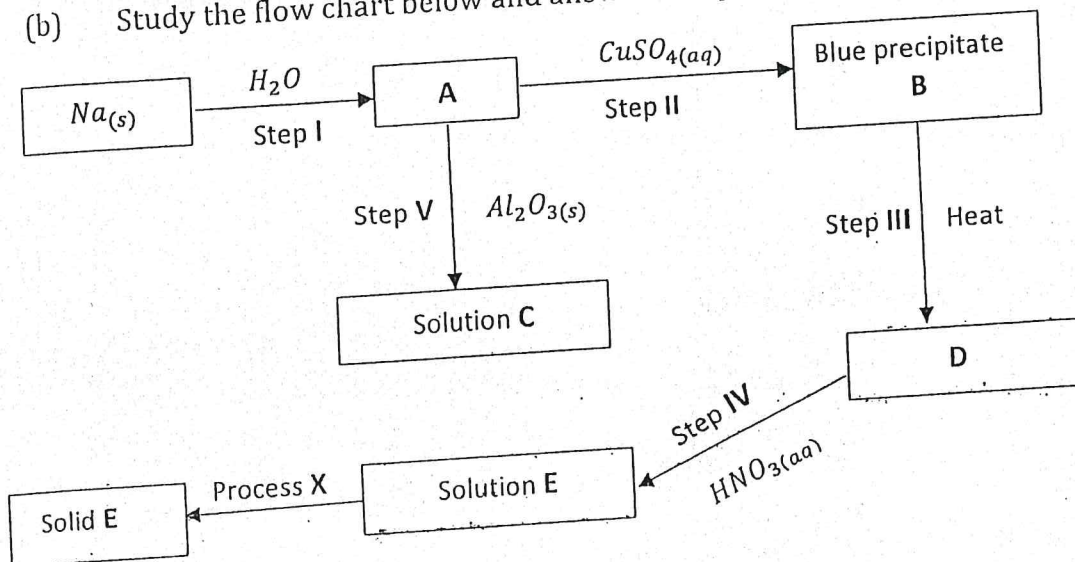 (b) Study the flow chart below and
Na(s)
H₂O
Step I
A
CuSO₄(aq)
Step II
Blue precipitate
B
Step V
Al₂O₃(s)
Step III
Heat
Solution C
D
Step IV
HNO₃(aq)
Solution E
Process X
Solid E